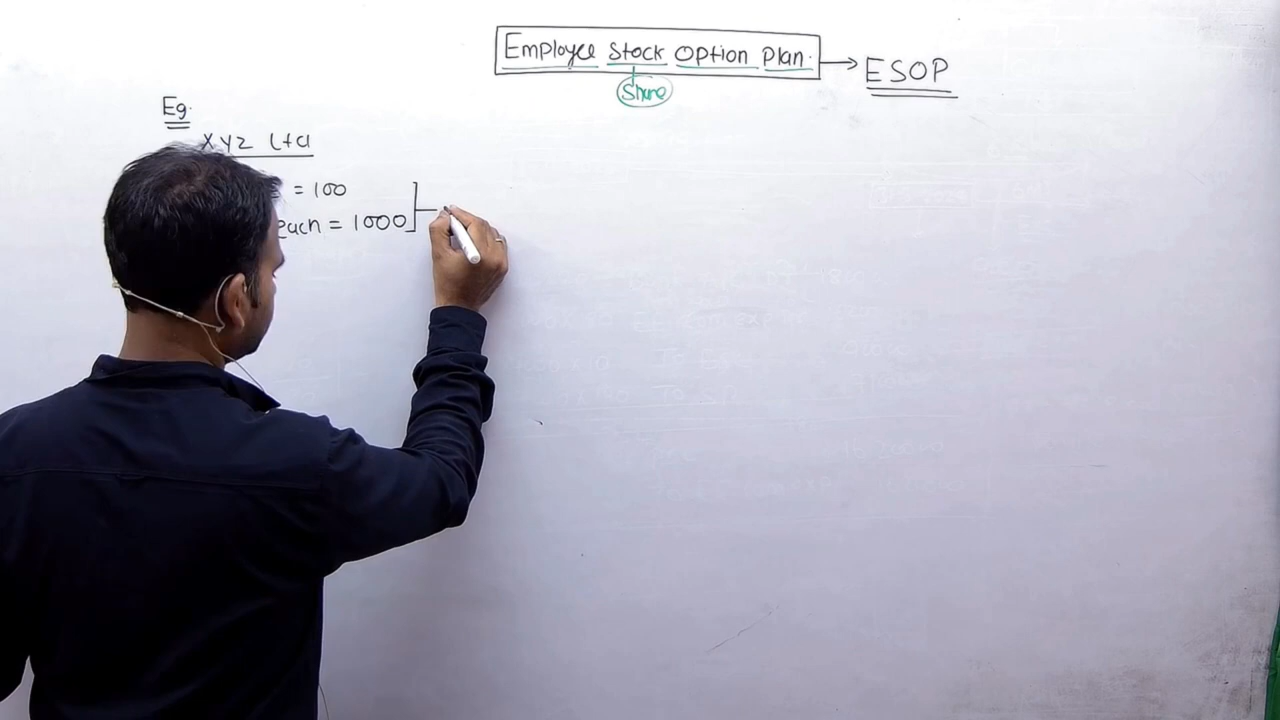 Employee Stock Option Plan. → ESOP
Share
Eg.
XYZ Ltd
= 100
each = 1000